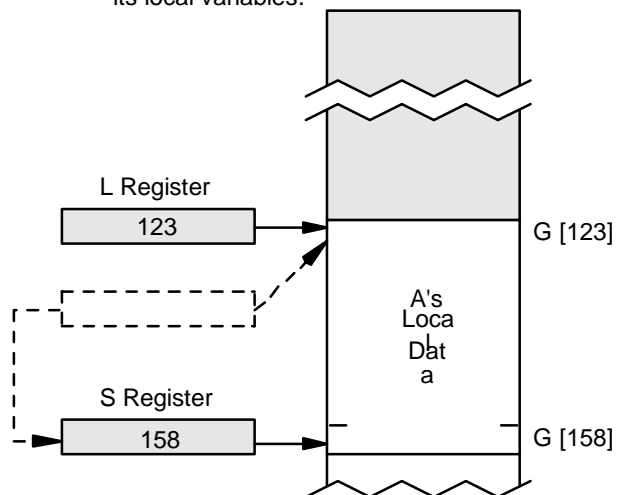 its local variables.
L Register
123
G [123]
A's
Loca
l
Dat
a
S Register
158
G [158]